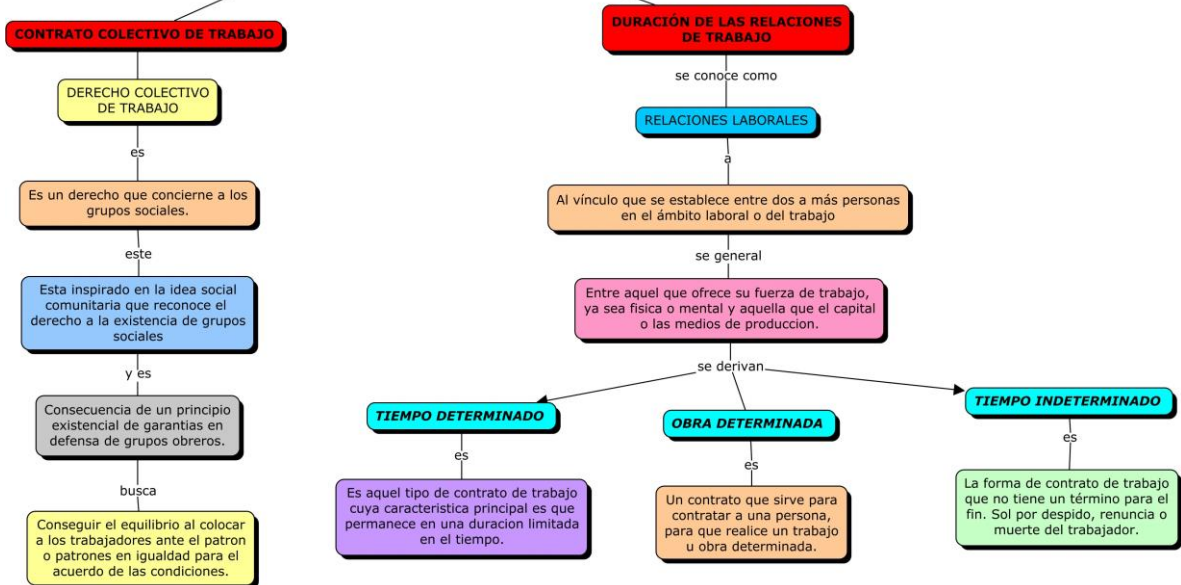 CONTRATO COLECTIVO DE TRABAJO
DERECHO COLECTIVO
DE TRABAJO
es
Es un derecho que concierne a los
grupos sociales.
este
Esta inspirado en la idea social
comunitaria que reconoce el
derecho a la existencia de grupos
sociales
y es
Consecuencia de un principio
existencial de garantias en
defensa de grupos obreros.
busca
Conseguir el equilibrio al colocar
a los trabajadores ante el patron
o patrones en igualdad para el
acuerdo de las condiciones.
DURACIÓN DE LAS RELACIONES
DE TRABAJO
se conoce como
RELACIONES LABORALES
a
Al vínculo que se establece entre dos a más personas
en el ámbito laboral o del trabajo
se general
Entre aquel que ofrece su fuerza de trabajo,
ya sea fisica o mental y aquella que el capital
o las medios de produccion.
se derivan
TIEMPO DETERMINADO
es
Es aquel tipo de contrato de trabajo
cuya caracteristica principal es que
permanece en una duracion limitada
en el tiempo.
OBRA DETERMINADA
es
Un contrato que sirve para
contratar a una persona,
para que realice un trabajo
u obra determinada.
TIEMPO INDETERMINADO
es
La forma de contrato de trabajo
que no tiene un término para el
fin. Sol por despido, renuncia o
muerte del trabajador.